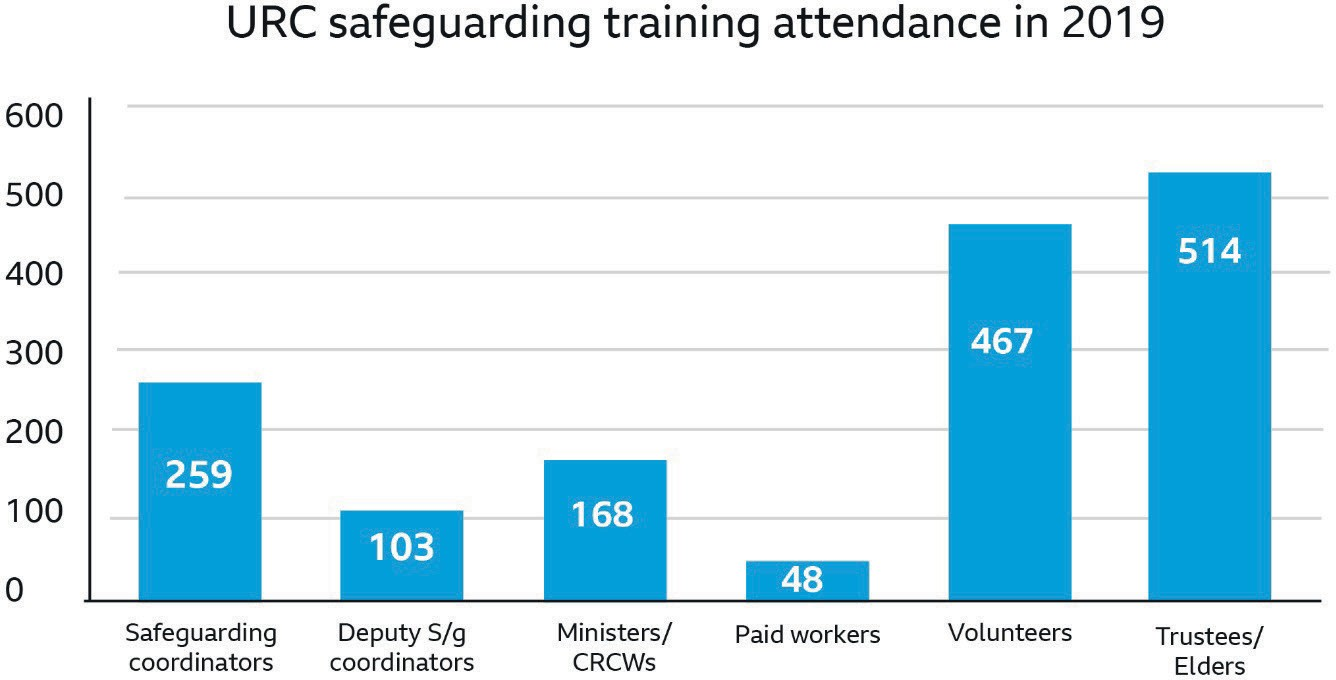 URC safeguarding training attendance in 2019
600
500
400
300
200
100
0
259
103
168
48
467
514
Safeguarding
coordinators
Deputy S/g
coordinators
Ministers/
CRCWs
Paid workers
Volunteers
Trustees/
Elders